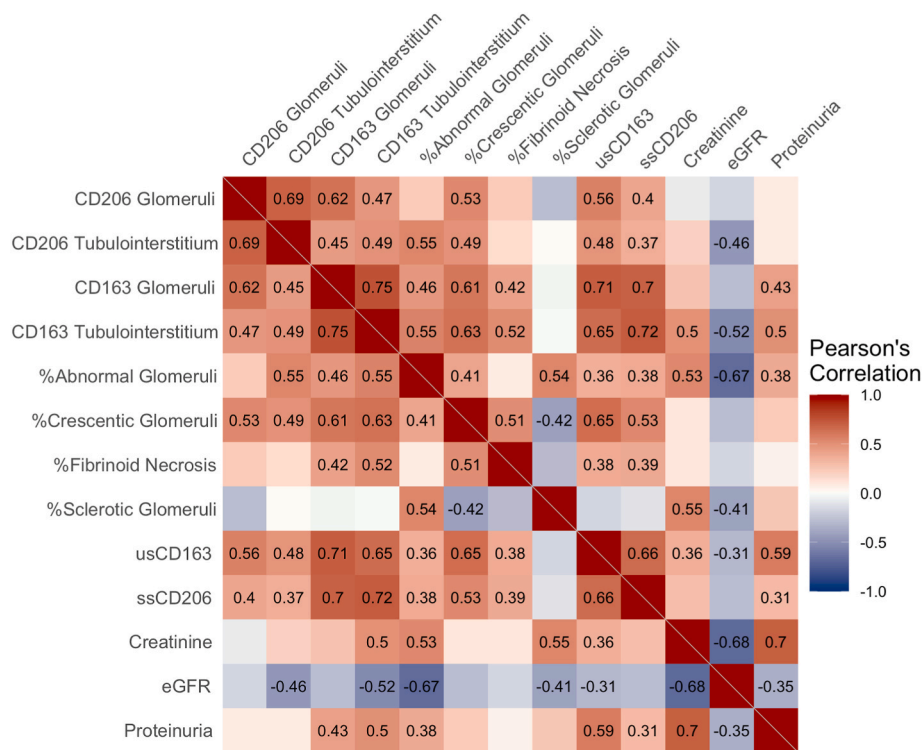 CD206 Glomeruli
CD206 Tubulointerstitium
CD163 Glomeruli
CD163 Tubulointerstitium
%Abnormal Glomeruli
%Crescentic Glomeruli
%Fibrinoid Necrosis
%Sclerotic Glomeruli
usCD163
ssCD206
Creatinine
eGFR
Proteinuria
CD206 Glomeruli 0.69 0.62 0.47 0.53 0.56 0.4
CD206 Tubulointerstitium 0.69 0.45 0.49 0.55 0.49 0.48 0.37 -0.46
CD163 Glomeruli 0.62 0.45 0.75 0.46 0.61 0.42 0.71 0.7 0.43
CD163 Tubulointerstitium 0.47 0.49 0.75 0.55 0.63 0.52 0.65 0.72 0.5 -0.52 0.5
%Abnormal Glomeruli 0.55 0.46 0.55 0.41 0.54 0.36 0.38 0.53 -0.67 0.38
%Crescentic Glomeruli 0.53 0.49 0.61 0.63 0.41 0.51 -0.42 0.65 0.53
%Fibrinoid Necrosis 0.42 0.52 0.51 0.38 0.39
%Sclerotic Glomeruli 0.54 -0.42 0.55 -0.41
usCD163 0.56 0.48 0.71 0.65 0.36 0.65 0.38 0.66 0.36 -0.31 0.59
ssCD206 0.4 0.37 0.7 0.72 0.38 0.53 0.39 0.66 0.31
Creatinine 0.5 0.53 0.55 0.36 -0.68 0.7
eGFR -0.46 -0.52 -0.67 -0.41 -0.31 -0.68 -0.35
Proteinuria 0.43 0.5 0.38 0.59 0.31 0.7 -0.35
Pearson's
Correlation
1.0
0.5
0.0
-0.5
-1.0